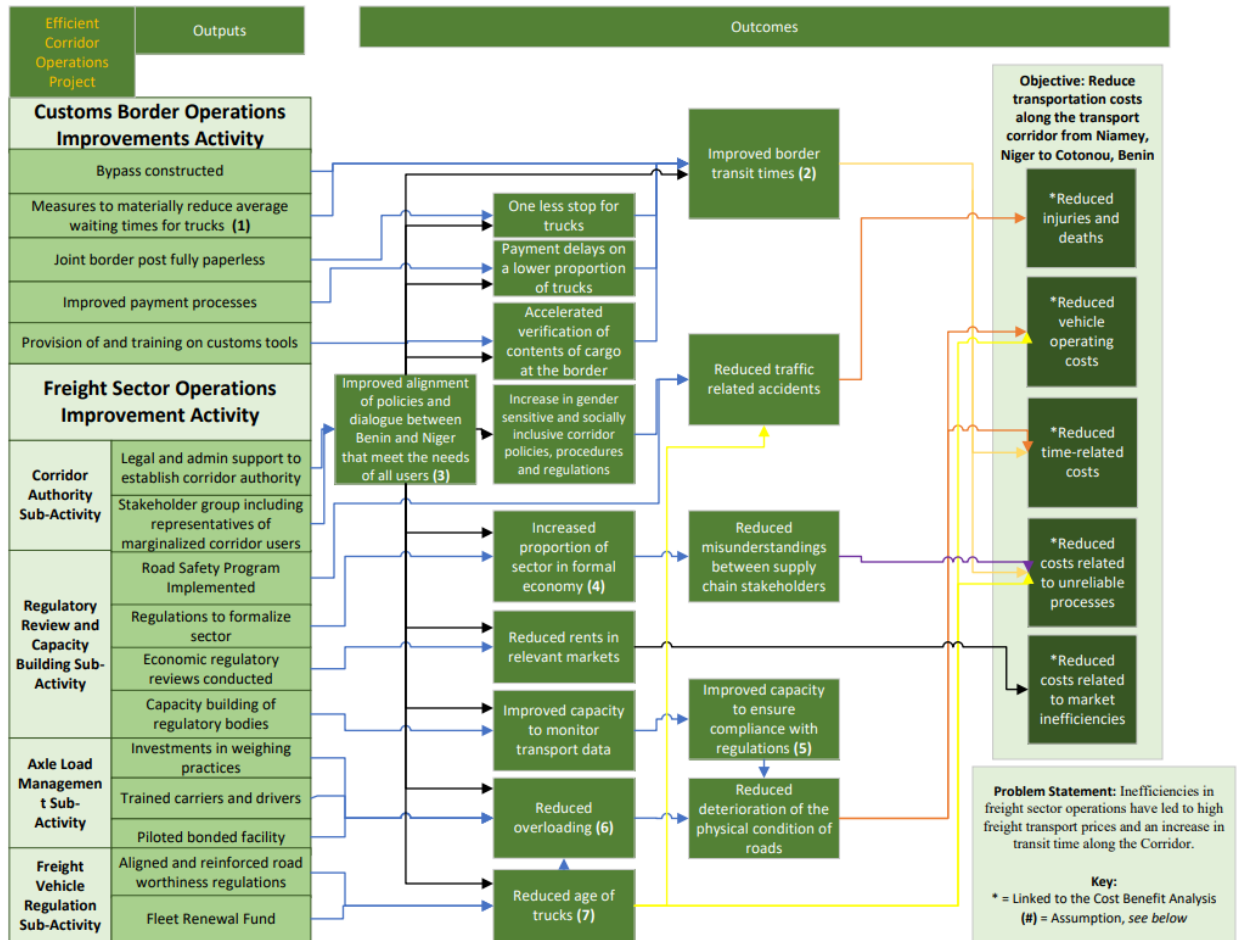 Efficient
Corridor
Operations
Project
Outputs
Outcomes
Customs Border Operations
Improvements Activity
Bypass constructed
Measures to materially reduce average
waiting times for trucks (1)
Joint border post fully paperless
Improved payment processes
Provision of and training on customs tools
Freight Sector Operations
Improvement Activity
Corridor
Authority
Sub-Activity
Legal and admin support to
establish corridor authority
Stakeholder group including
representatives of
marginalized corridor users
Regulatory
Review and
Capacity
Building Sub-
Activity
Road Safety Program
Implemented
Regulations to formalize
sector
Economic regulatory
reviews conducted
Capacity building of
regulatory bodies
Axle Load
Managemen
t Sub-
Activity
Investments in weighing
practices
Trained carriers and drivers
Piloted bonded facility
Freight
Vehicle
Regulation
Sub-Activity
Aligned and reinforced road
worthiness regulations
Fleet Renewal Fund
Improved alignment
of policies and
dialogue between
Benin and Niger
that meet the needs
of all users (3)
One less stop for
trucks
Payment delays on
a lower proportion
of trucks
Accelerated
verification of
contents of cargo
at the border
Increase in gender
sensitive and socially
inclusive corridor
policies, procedures
and regulations
Increased
proportion of
sector in formal
economy (4)
Reduced rents in
relevant markets
Improved capacity
to monitor
transport data
Reduced
overloading (6)
Reduced age of
trucks (7)
Improved border
transit times (2)
Reduced traffic
related accidents
Reduced
misunderstandings
between supply
chain stakeholders
Improved capacity
to ensure
compliance with
regulations (5)
Reduced
deterioration of the
physical condition of
roads
Objective: Reduce
transportation costs
along the transport
corridor from Niamey,
Niger to Cotonou, Benin
*Reduced
injuries and
deaths
*Reduced
vehicle
operating
costs
*Reduced
time-related
costs
*Reduced
costs related
to unreliable
processes
*Reduced
costs related
to market
inefficiencies
Problem Statement: Inefficiencies in
freight sector operations have led to high
freight transport prices and an increase in
transit time along the Corridor.
Key:
* = Linked to the Cost Benefit Analysis
(#) = Assumption, see below